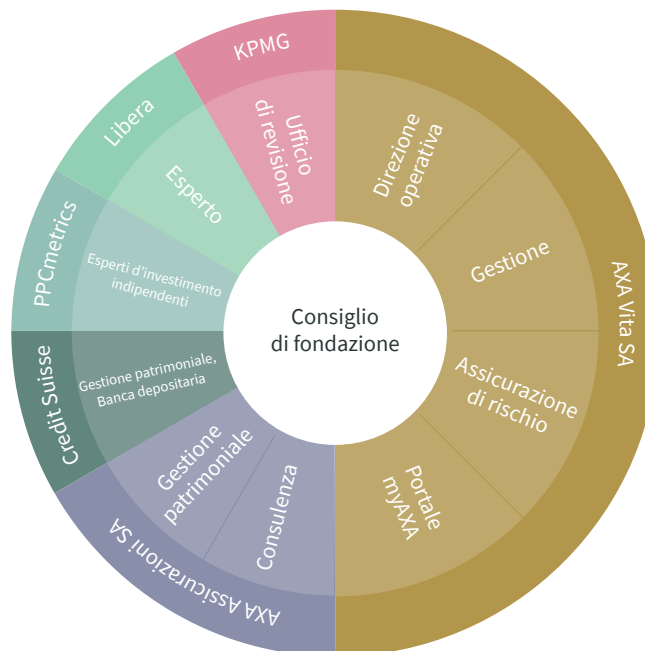 KPMG
Ufficio
di revisione
Libera
Esperto
PPCmetrics
Esperti d’investimento
indipendenti
Credit Suisse
Gestione patrimoniale,
Banca depositaria
AXA Assicurazioni SA
Gestione
patrimoniale
Consulenza
Consiglio
di fondazione
AXA Vita SA
Direzione
operativa
Gestione
Assicurazione
di rischio
Portale
myAXA